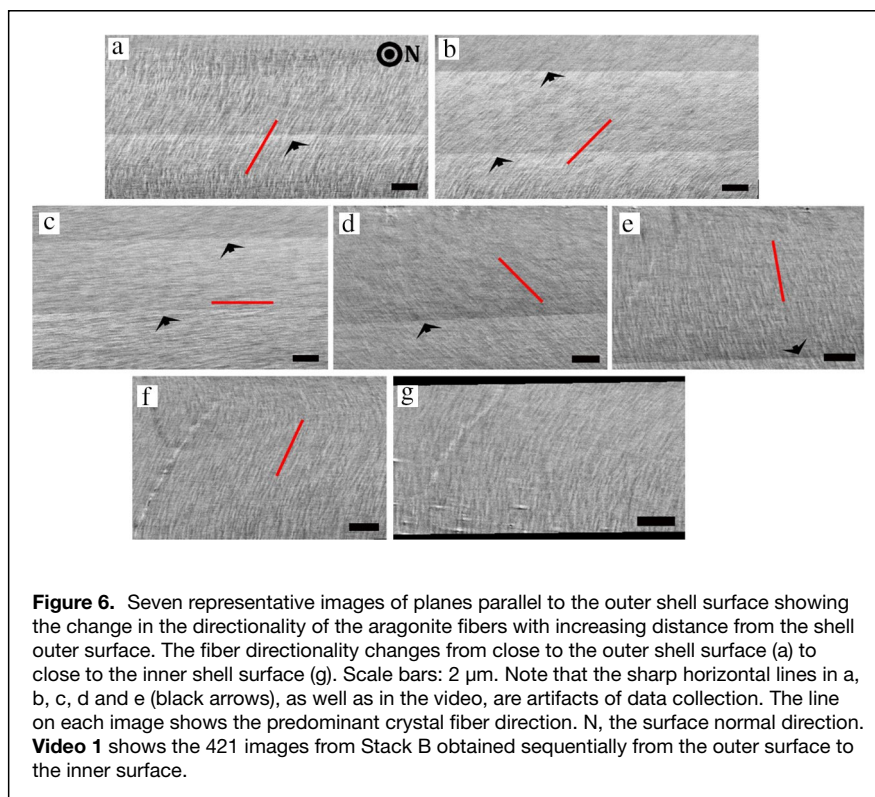 a
N
b
c
d
e
f
g
Figure 6. Seven representative images of planes parallel to the outer shell surface showing
the change in the directionality of the aragonite fibers with increasing distance from the shell
outer surface. The fiber directionality changes from close to the outer shell surface (a) to
close to the inner shell surface (g). Scale bars: 2 μm. Note that the sharp horizontal lines in a,
b, c, d and e (black arrows), as well as in the video, are artifacts of data collection. The line
on each image shows the predominant crystal fiber direction. N, the surface normal direction.
Video 1 shows the 421 images from Stack B obtained sequentially from the outer surface to
the inner surface.